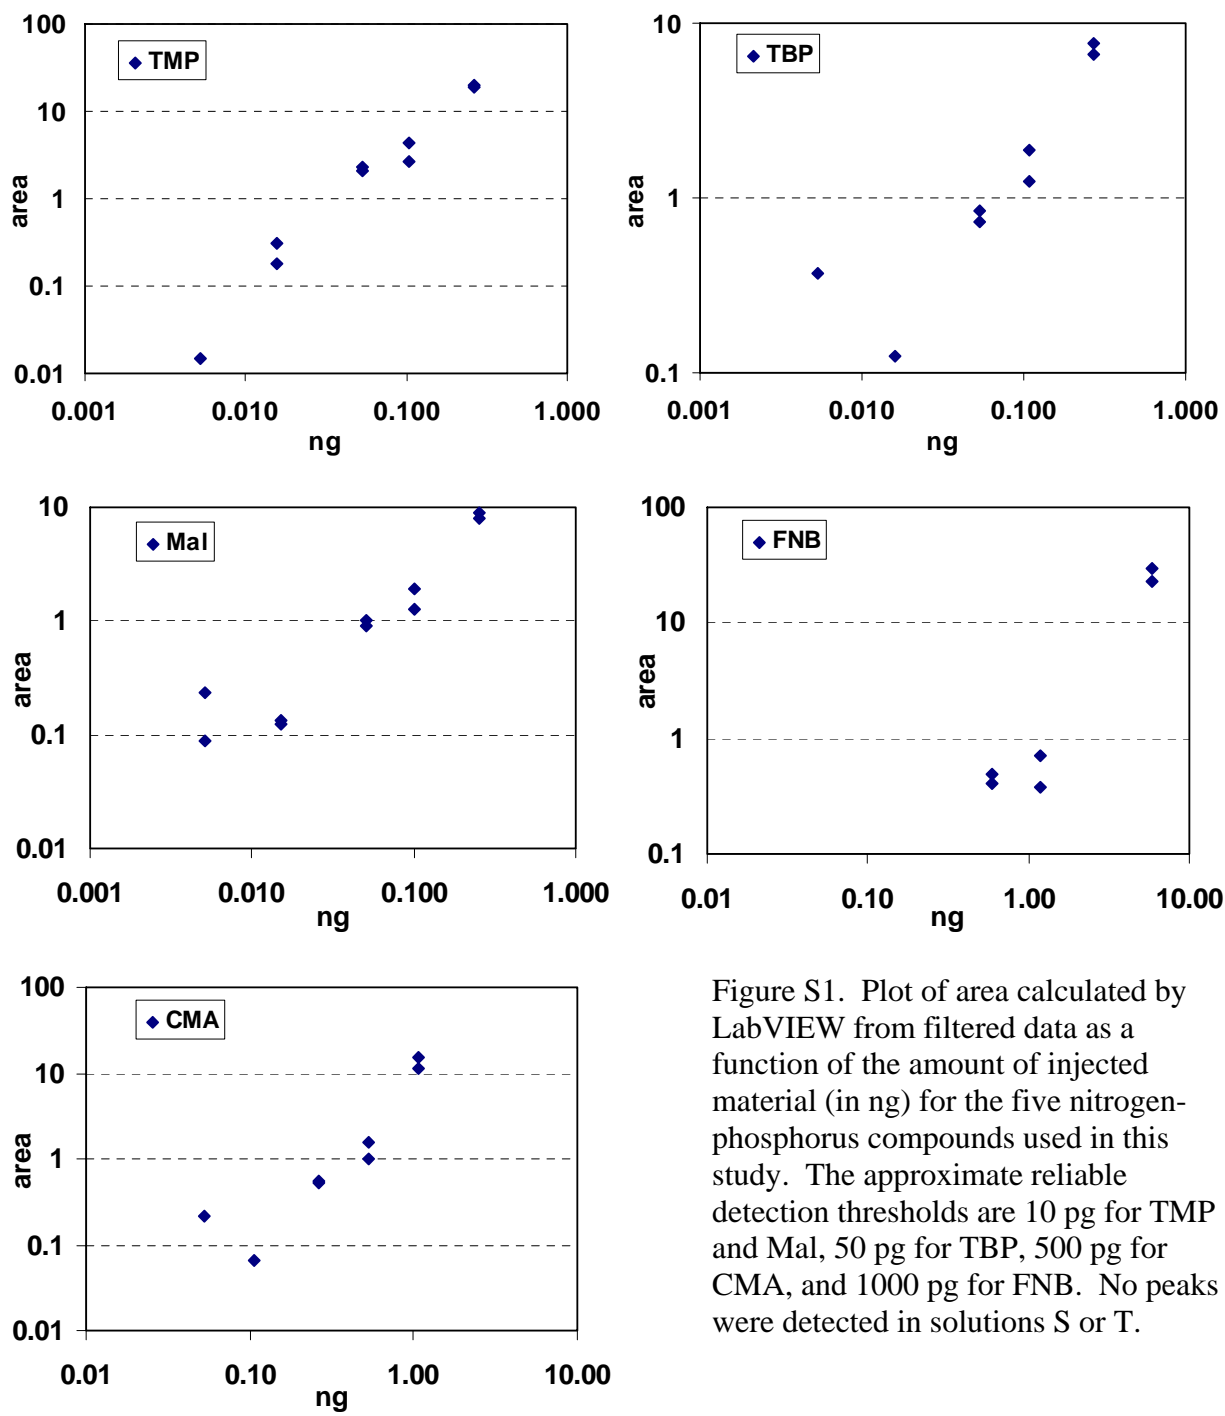 TMP
100
10
1
0.1
0.01
area
0.001 0.010 0.100 1.000
ng
TBP
10
1
0.1
area
0.001 0.010 0.100 1.000
ng
Mal
10
1
0.1
0.01
area
0.001 0.010 0.100 1.000
ng
FNB
100
10
1
0.1
area
0.01 0.10 1.00 10.00
ng
CMA
100
10
1
0.1
0.01
area
0.01 0.10 1.00 10.00
ng
Figure S1. Plot of area calculated by
LabVIEW from filtered data as a
function of the amount of injected
material (in ng) for the five nitrogen-
phosphorus compounds used in this
study. The approximate reliable
detection thresholds are 10 pg for TMP
and Mal, 50 pg for TBP, 500 pg for
CMA, and 1000 pg for FNB. No peaks
were detected in solutions S or T.